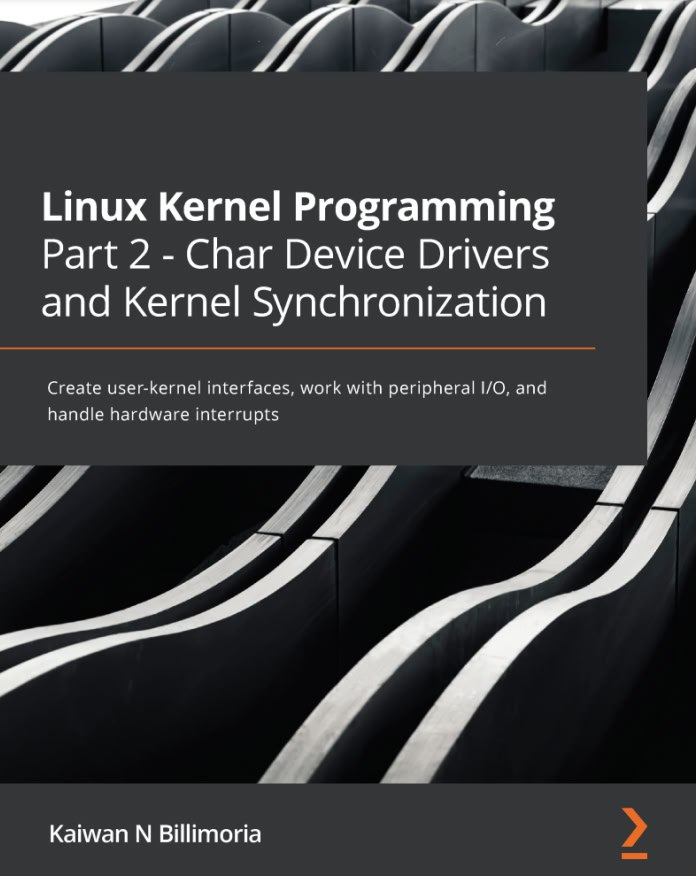 Linux Kernel Programming
Part 2 - Char Device Drivers
and Kernel Synchronization
Create user-kernel interfaces, work with peripheral I/O, and
handle hardware interrupts
Kaiwan N Billimoria